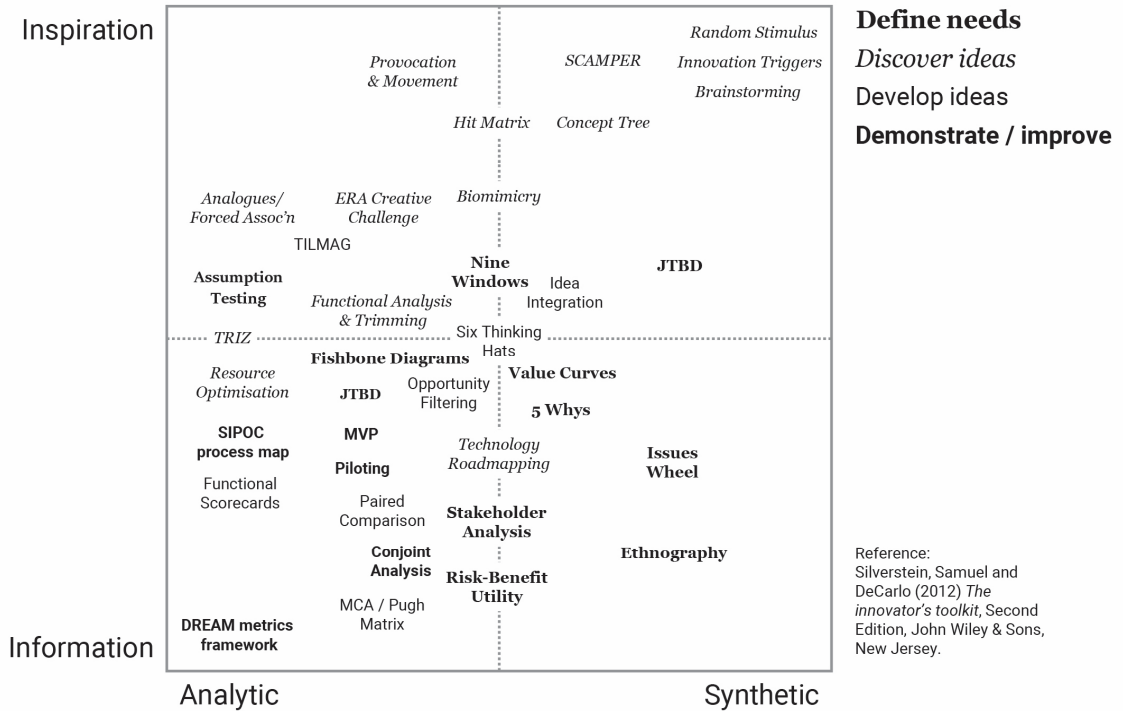 Inspiration
Random Stimulus
Provocation
& Movement
SCAMPER
Innovation Triggers
Brainstorming
Hit Matrix
Concept Tree
Analogues/
Forced Assoc'n
ERA Creative
Challenge
Biomimicry
TILMAG
Assumption
Testing
Nine
Windows
JTBD
Idea
Integration
Functional Analysis
& Trimming
TRIZ
Six Thinking
Hats
Fishbone Diagrams
Resource
Optimisation
JTBD
Opportunity
Filtering
Value Curves
5 Whys
SIPOC
process map
MVP
Technology
Roadmapping
Issues
Wheel
Piloting
Functional
Scorecards
Paired
Comparison
Stakeholder
Analysis
Conjoint
Analysis
Ethnography
Risk-Benefit
Utility
MCA / Pugh
Matrix
DREAM metrics
framework
Information
Analytic
Synthetic
Define needs
Discover ideas
Develop ideas
Demonstrate / improve
Reference:
Silverstein, Samuel and
DeCarlo (2012) The
innovator's toolkit, Second
Edition, John Wiley & Sons,
New Jersey.